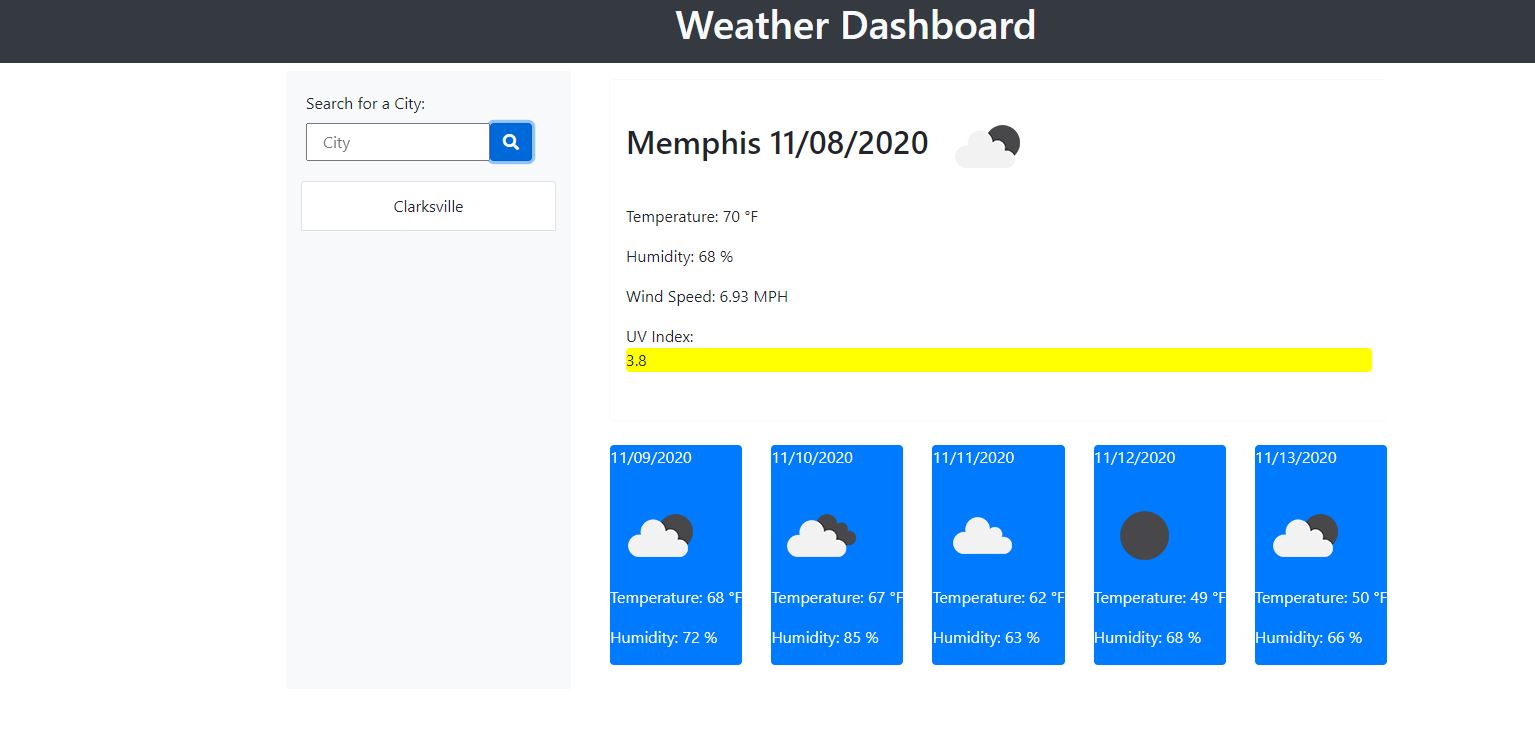 Weather Dashboard
Search for a City:
City
Clarksville
Memphis 11/08/2020
Temperature: 70 °F
Humidity: 68 %
Wind Speed: 6.93 MPH
UV Index:
3.8
11/09/2020
Temperature: 68 °F
Humidity: 72 %
11/10/2020
Temperature: 67 °F
Humidity: 85 %
11/11/2020
Temperature: 62 °F
Humidity: 63 %
11/12/2020
Temperature: 49 °F
Humidity: 68 %
11/13/2020
Temperature: 50 °F
Humidity: 66 %